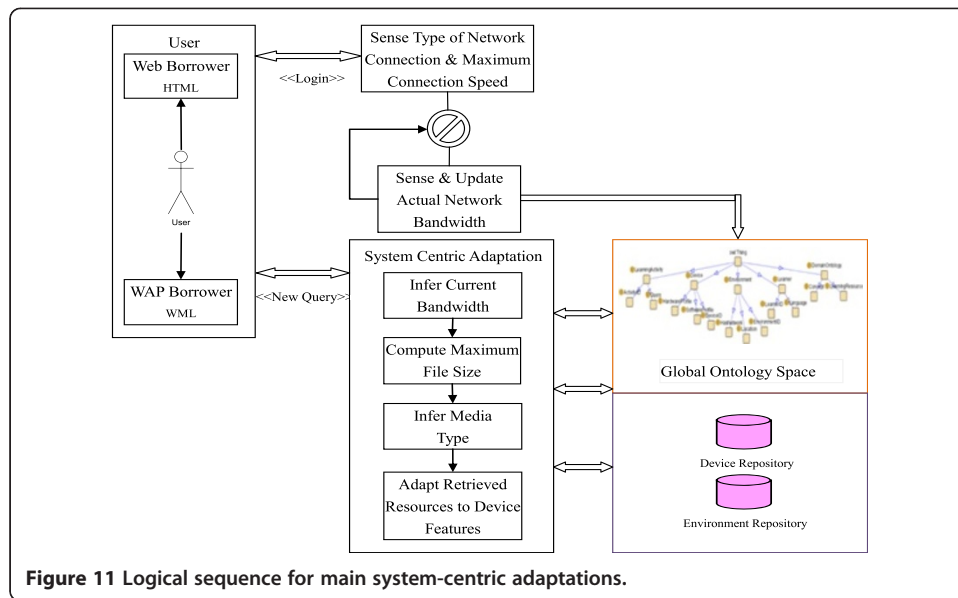 User
Web Borrower
HTML
User
WAP Borrower
WML
<<Login>>
Sense Type of Network
Connection & Maximum
Connection Speed
Sense & Update
Actual Network
Bandwidth
<<New Query>>
System Centric Adaptation
Infer Current
Bandwidth
Compute Maximum
File Size
Infer Media
Type
Adapt Retrieved
Resources to Device
Features
Global Ontology Space
Device Repository
Environment Repository
Figure 11 Logical sequence for main system-centric adaptations.